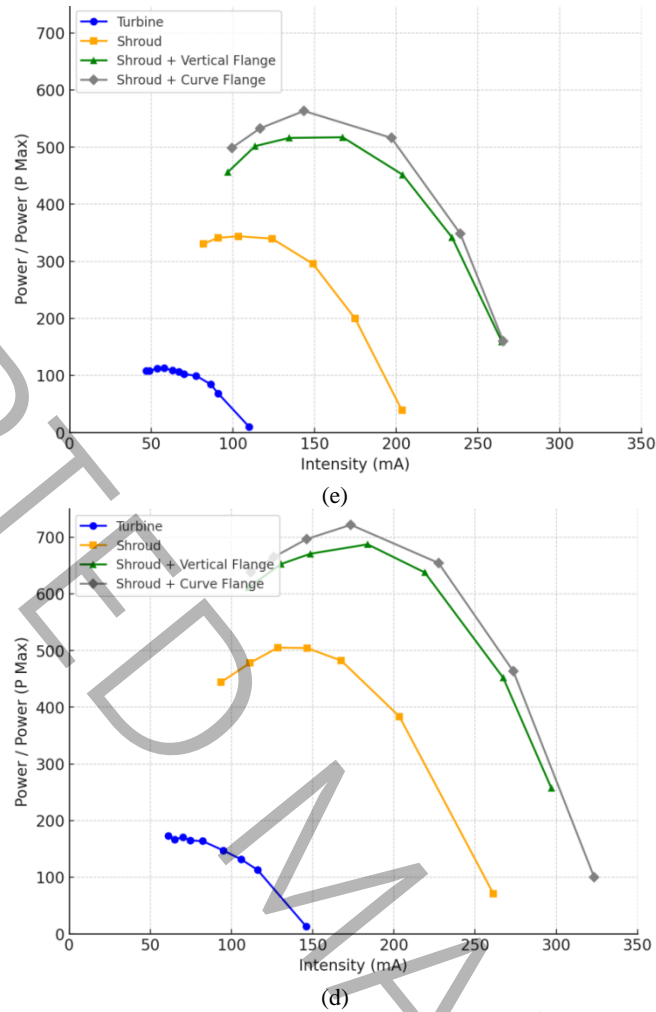 700
600
500
400
300
200
100
0
Power / Power (P Max)
Turbine
Shroud
Shroud + Vertical Flange
Shroud + Curve Flange
0 50 100 150 200 250 300 350
Intensity (mA)
(e)
700
600
500
400
300
200
100
0
Power / Power (P Max)
Turbine
Shroud
Shroud + Vertical Flange
Shroud + Curve Flange
0 50 100 150 200 250 300 350
Intensity (mA)
(d)
TED MA